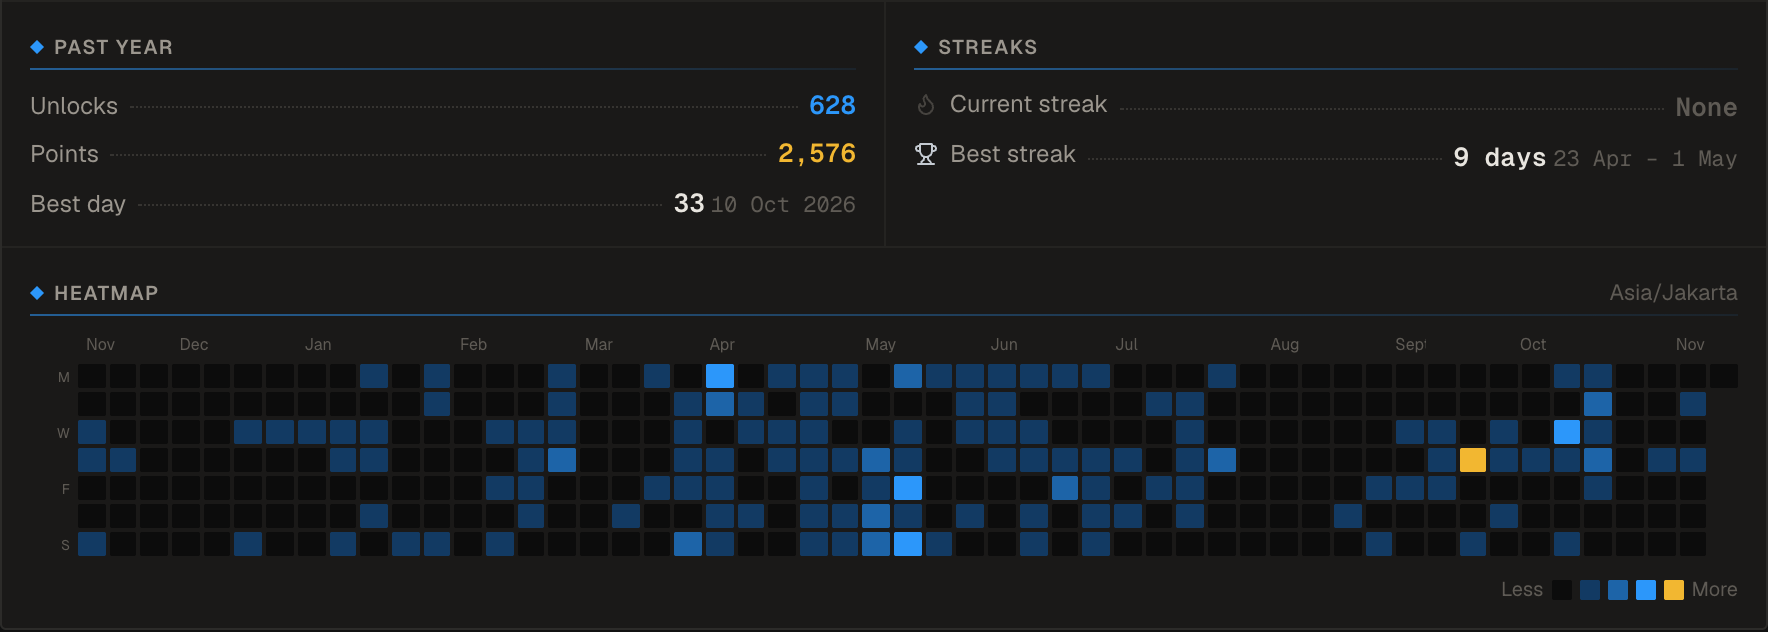 PAST YEAR
Unlocks 628
Points 2,576
Best day 33 10 Oct 2026
STREAKS
Current streak None
Best streak 9 days 23 Apr – 1 May
HEATMAP
Asia/Jakarta
Nov Dec Jan Feb Mar Apr May Jun Jul Aug Sept Oct Nov
M
W
F
S
Less More